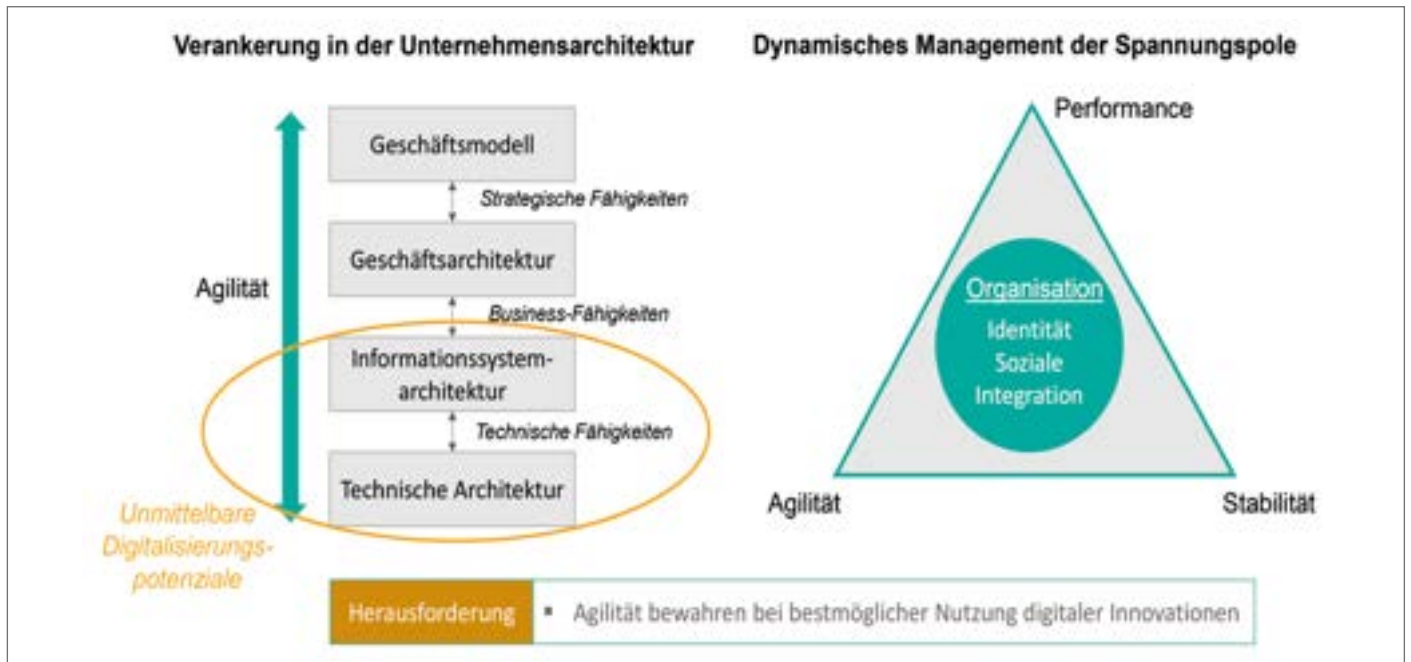 Verankerung in der Unternehmensarchitektur
Geschäftsmodell
Strategische Fähigkeiten
Geschäftsarchitektur
Agilität
Business-Fähigkeiten
Informationssystem-
architektur
Technische Fähigkeiten
Technische Architektur
Unmittelbare
Digitalisierungs-
potenziale
Dynamisches Management der Spannungspole
Performance
Organisation
Identität
Soziale
Integration
Agilität
Stabilität
Herausforderung
▪ Agilität bewahren bei bestmöglicher Nutzung digitaler Innovationen